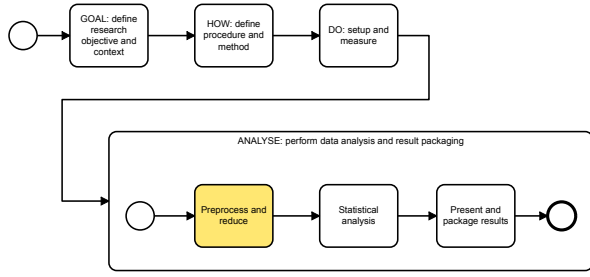 GOAL: define
research
objective and
context
HOW: define
procedure and
method
DO: setup and
measure
ANALYSE: perform data analysis and result packaging
Preprocess and
reduce
Statistical
analysis
Present and
package results